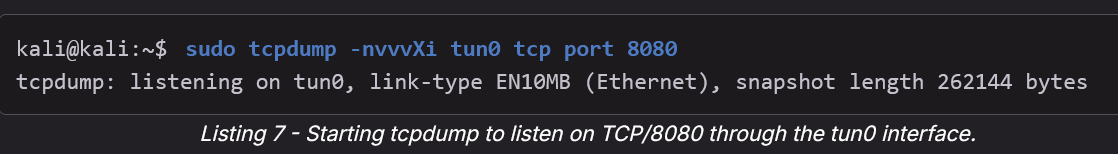 kali@kali:~$ sudo tcpdump -nvvvXi tun0 tcp port 8080
tcpdump: listening on tun0, link-type EN10MB (Ethernet), snapshot length 262144 bytes
Listing 7 - Starting tcpdump to listen on TCP/8080 through the tun0 interface.